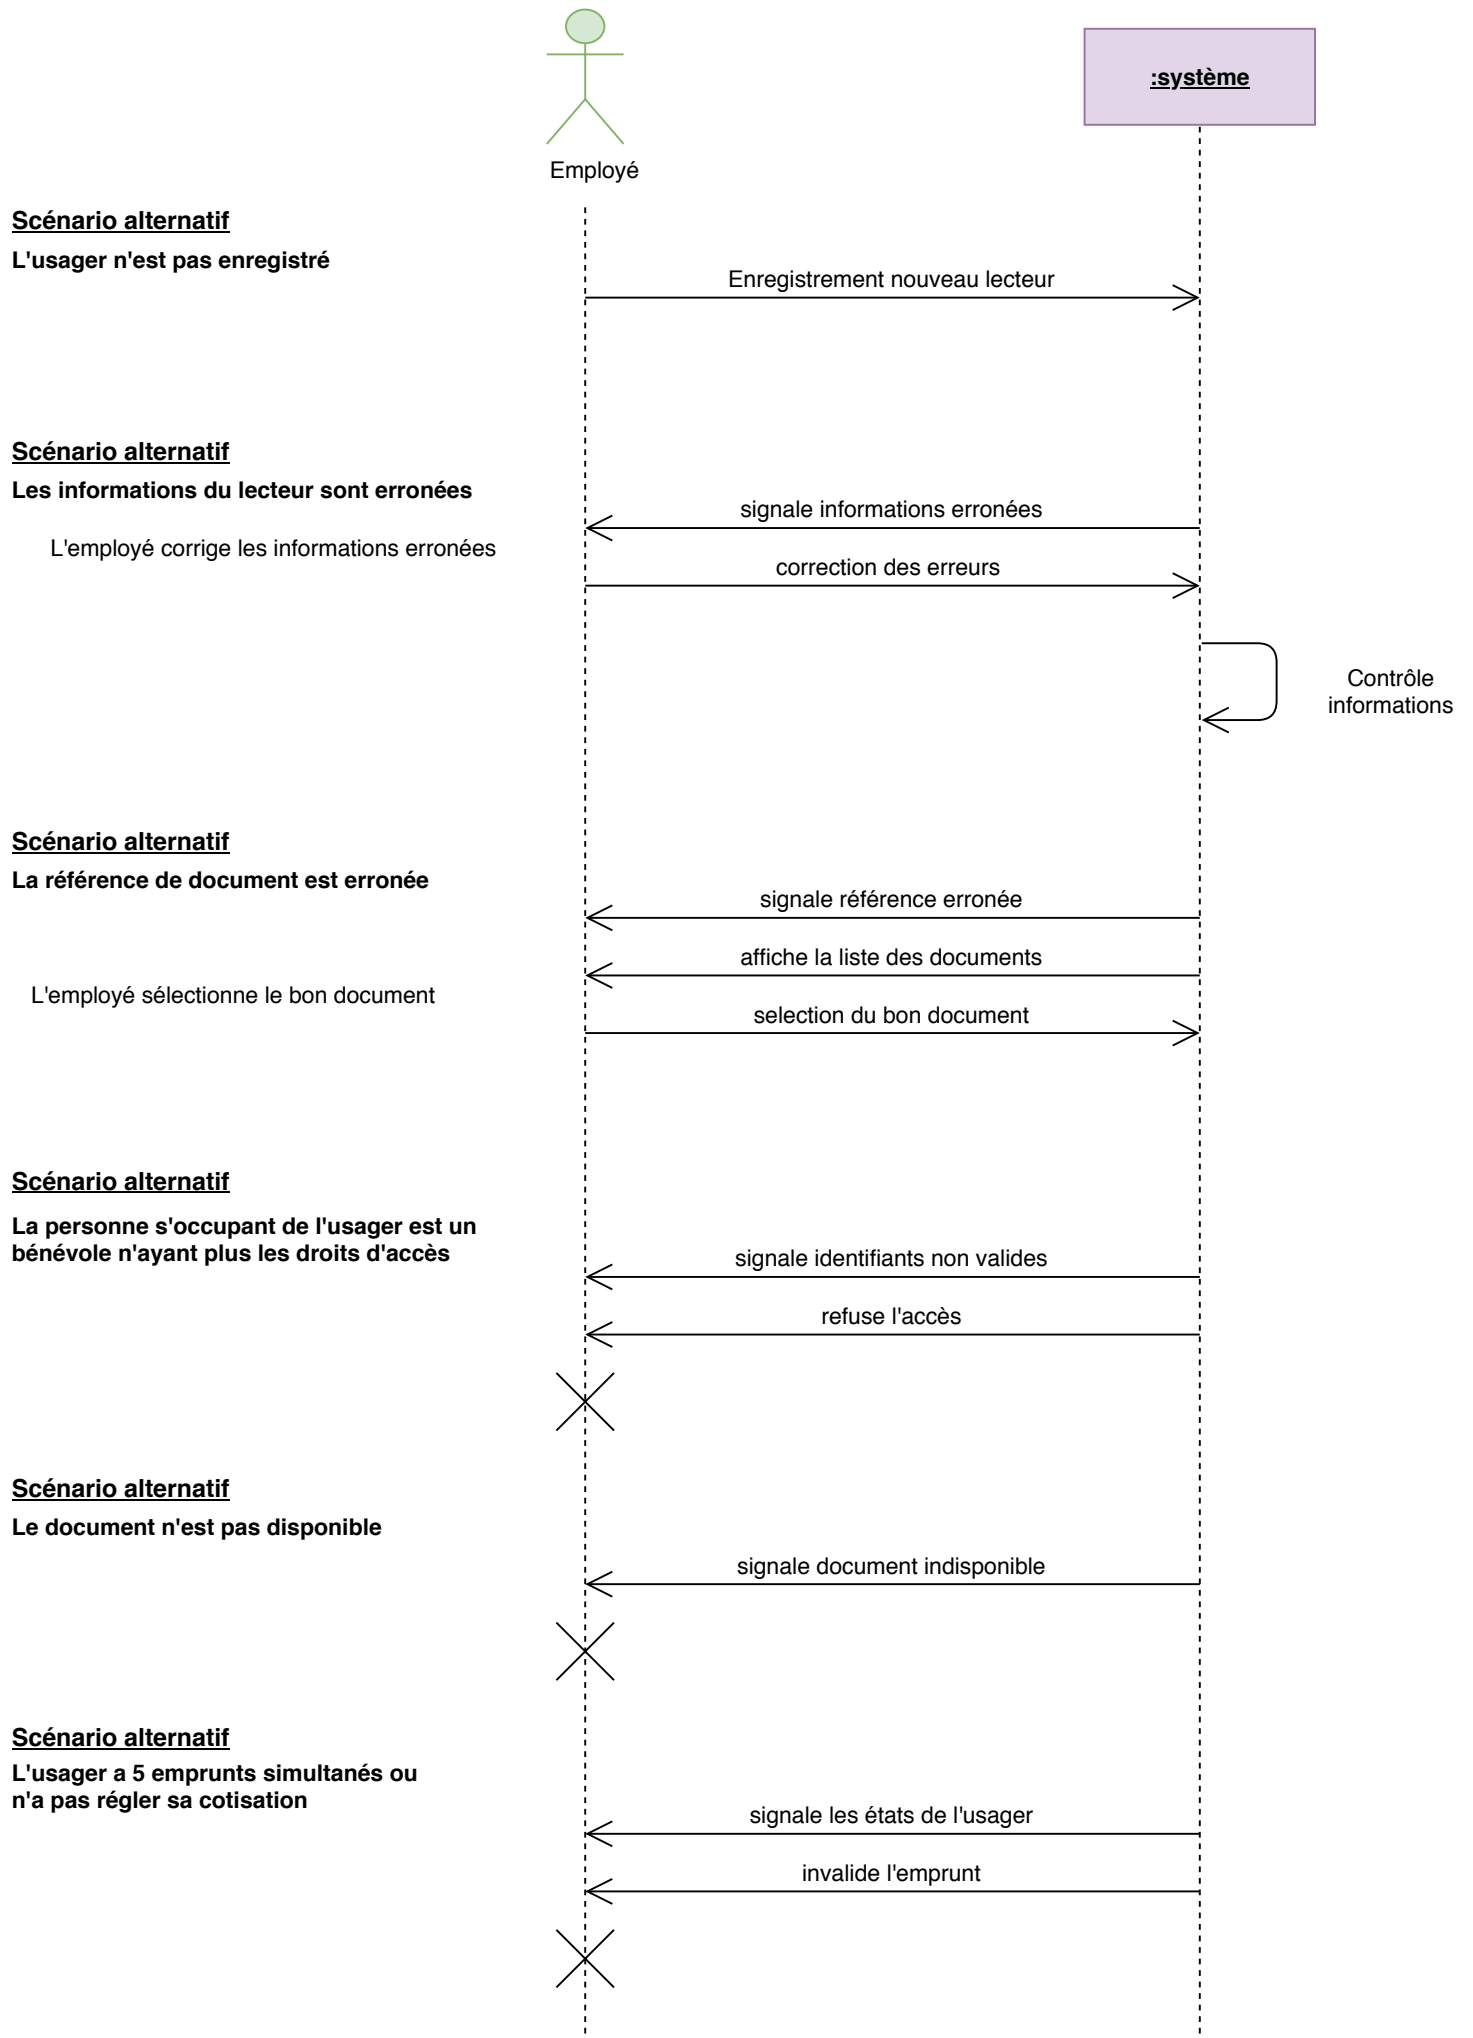 :système
Employé
Scénario alternatif
L'usager n'est pas enregistré
Enregistrement nouveau lecteur
Scénario alternatif
Les informations du lecteur sont erronées
signale informations erronées
L'employé corrige les informations erronées
correction des erreurs
Contrôle
informations
Scénario alternatif
La référence de document est erronée
signale référence erronée
affiche la liste des documents
L'employé sélectionne le bon document
selection du bon document
Scénario alternatif
La personne s'occupant de l'usager est un
bénévole n'ayant plus les droits d'accès
signale identifiants non valides
refuse l'accès
Scénario alternatif
Le document n'est pas disponible
signale document indisponible
Scénario alternatif
L'usager a 5 emprunts simultanés ou
n'a pas régler sa cotisation
signale les états de l'usager
invalide l'emprunt